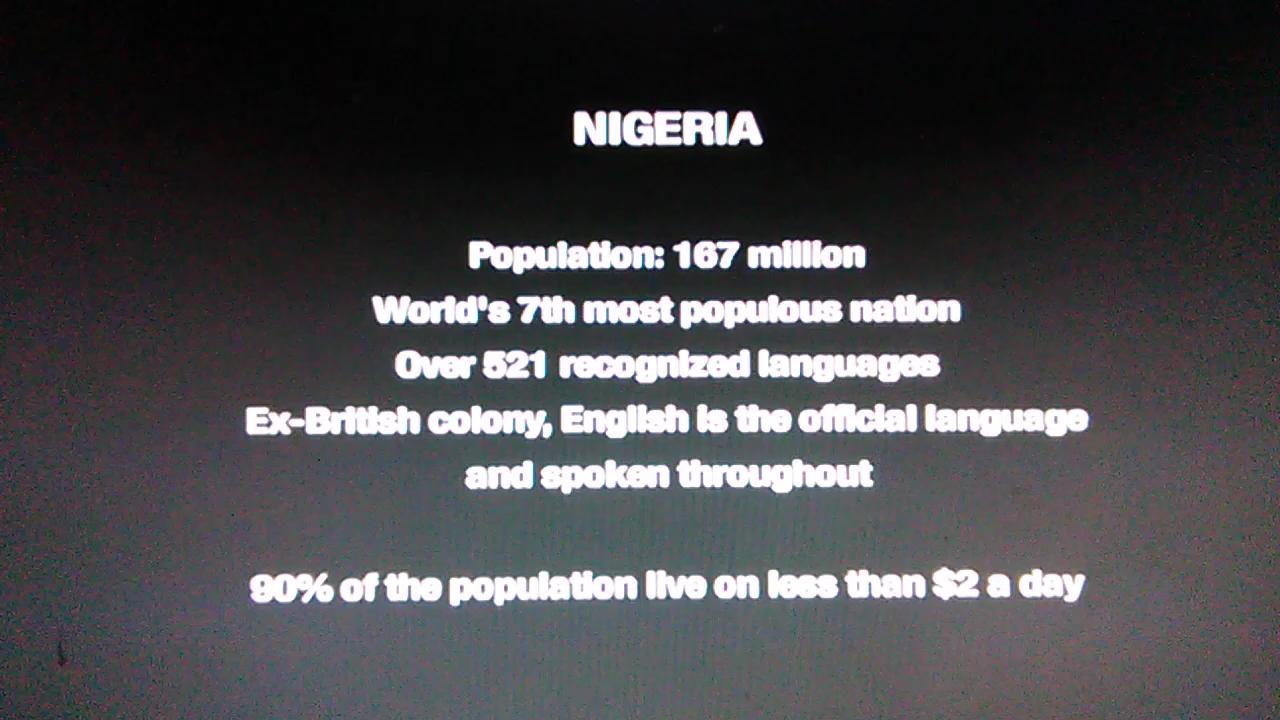 NIGERIA
Population: 167 million
World's 7th most populous nation
Over 521 recognized languages
Ex-British colony, English is the official language
and spoken throughout
90% of the population live on less than $2 a day